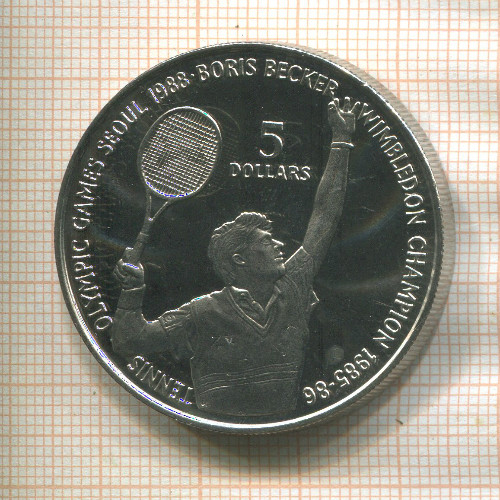 TENNIS OLYMPIC GAMES SEOUL 1988 · BORIS BECKER WIMBLEDON CHAMPION 1985-86
5
DOLLARS